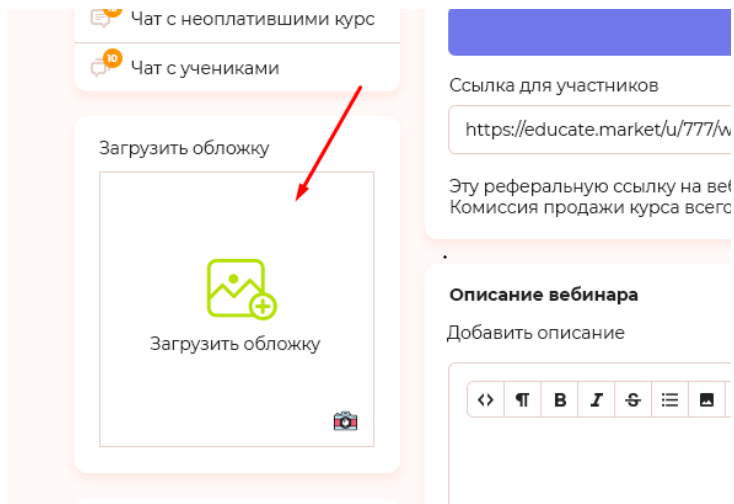 Чат с неоплатившими курс
10
Чат с учениками
Загрузить обложку
Загрузить обложку
Ссылка для участников
https://educate.market/u/777/w
Эту реферальную ссылку на веб
Комиссия продажи курса всего
.
Описание вебинара
Добавить описание
<> ¶ B I S